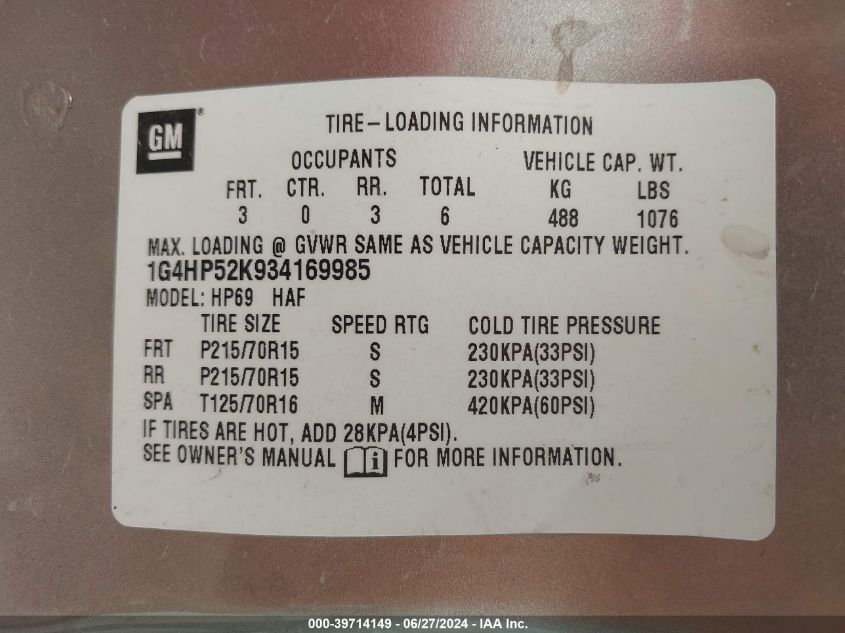 GM®
TIRE-LOADING INFORMATION
OCCUPANTS VEHICLE CAP. WT.
FRT. CTR. RR. TOTAL KG LBS
3 0 3 6 488 1076
MAX. LOADING @ GVWR SAME AS VEHICLE CAPACITY WEIGHT.
1G4HP52K934169985
MODEL: HP69 HAF
TIRE SIZE SPEED RTG COLD TIRE PRESSURE
FRT P215/70R15 S 230KPA(33PSI)
RR P215/70R15 S 230KPA(33PSI)
SPA T125/70R16 M 420KPA(60PSI)
IF TIRES ARE HOT, ADD 28KPA(4PSI).
SEE OWNER'S MANUAL i FOR MORE INFORMATION.
000-39714149 - 06/27/2024 - IAA Inc.